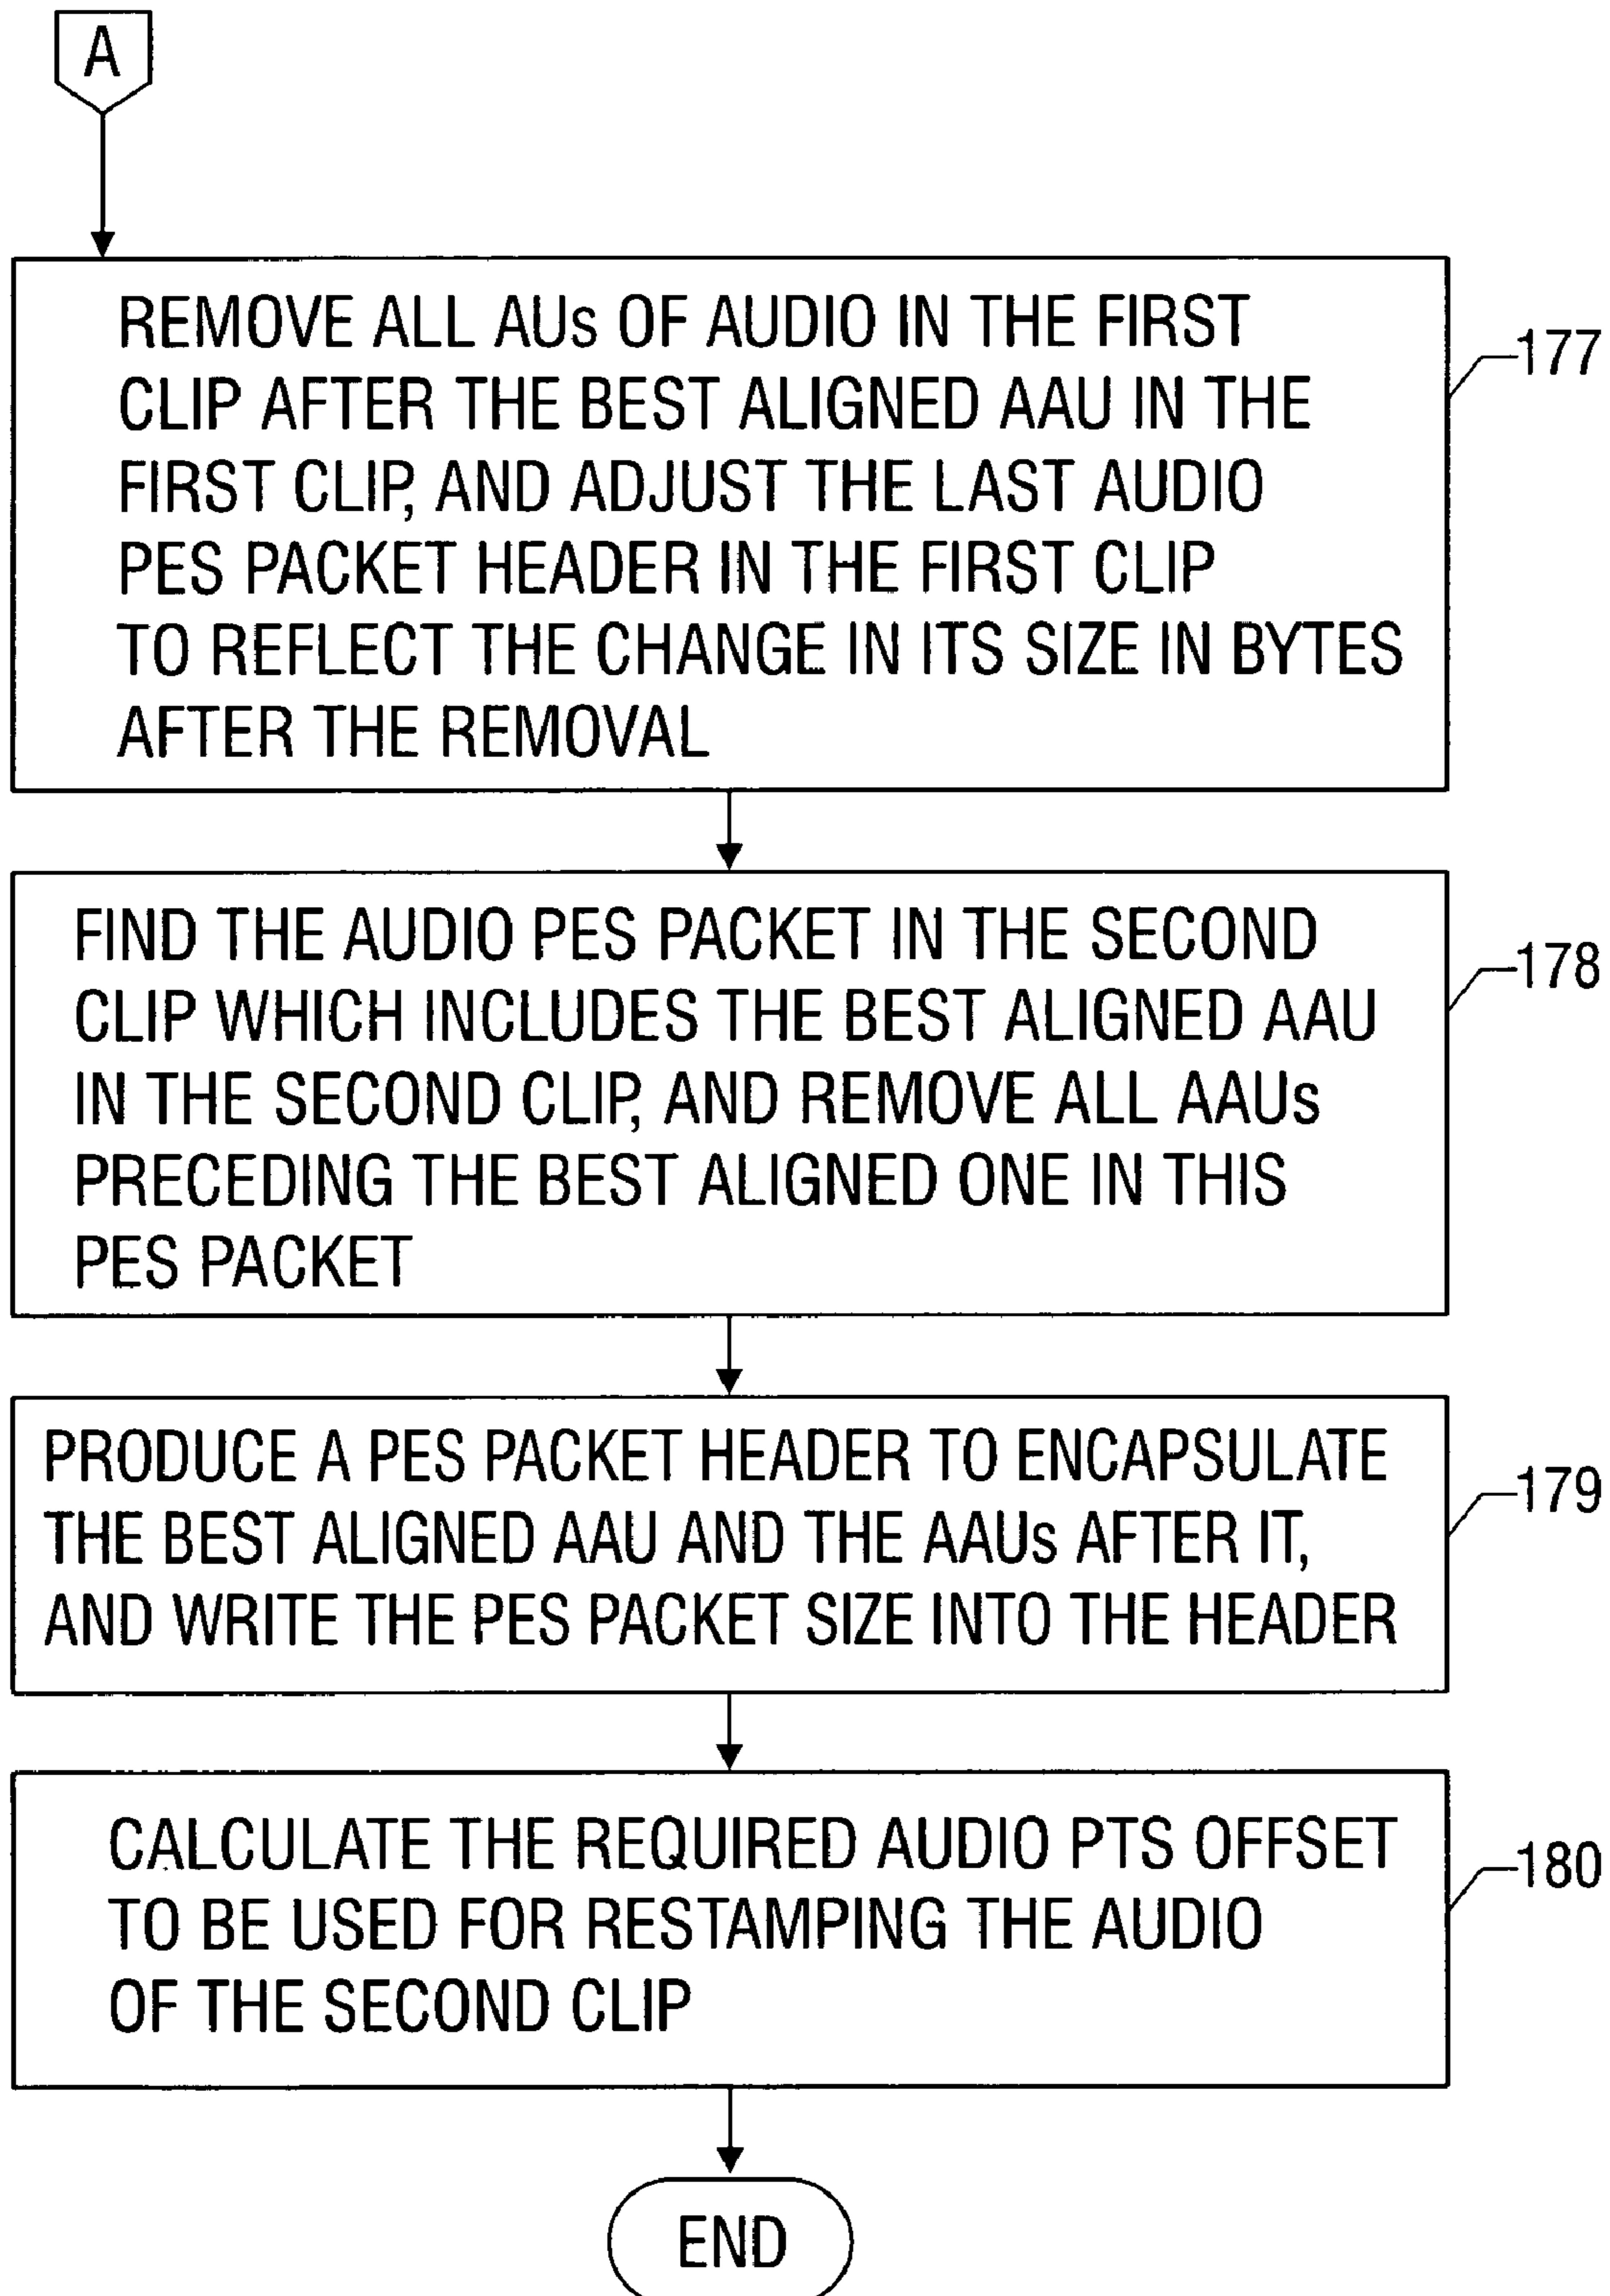 A
REMOVE ALL AUs OF AUDIO IN THE FIRST
CLIP AFTER THE BEST ALIGNED AAU IN THE
FIRST CLIP, AND ADJUST THE LAST AUDIO
PES PACKET HEADER IN THE FIRST CLIP
TO REFLECT THE CHANGE IN ITS SIZE IN BYTES
AFTER THE REMOVAL
177
FIND THE AUDIO PES PACKET IN THE SECOND
CLIP WHICH INCLUDES THE BEST ALIGNED AAU
IN THE SECOND CLIP, AND REMOVE ALL AAUs
PRECEDING THE BEST ALIGNED ONE IN THIS
PES PACKET
178
PRODUCE A PES PACKET HEADER TO ENCAPSULATE
THE BEST ALIGNED AAU AND THE AAUs AFTER IT,
AND WRITE THE PES PACKET SIZE INTO THE HEADER
179
CALCULATE THE REQUIRED AUDIO PTS OFFSET
TO BE USED FOR RESTAMPING THE AUDIO
OF THE SECOND CLIP
180
END